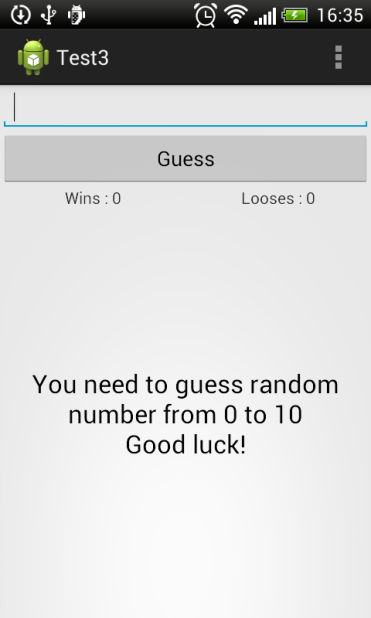 16:35
Test3
Guess
Wins : 0 Looses : 0
You need to guess random
number from 0 to 10
Good luck!